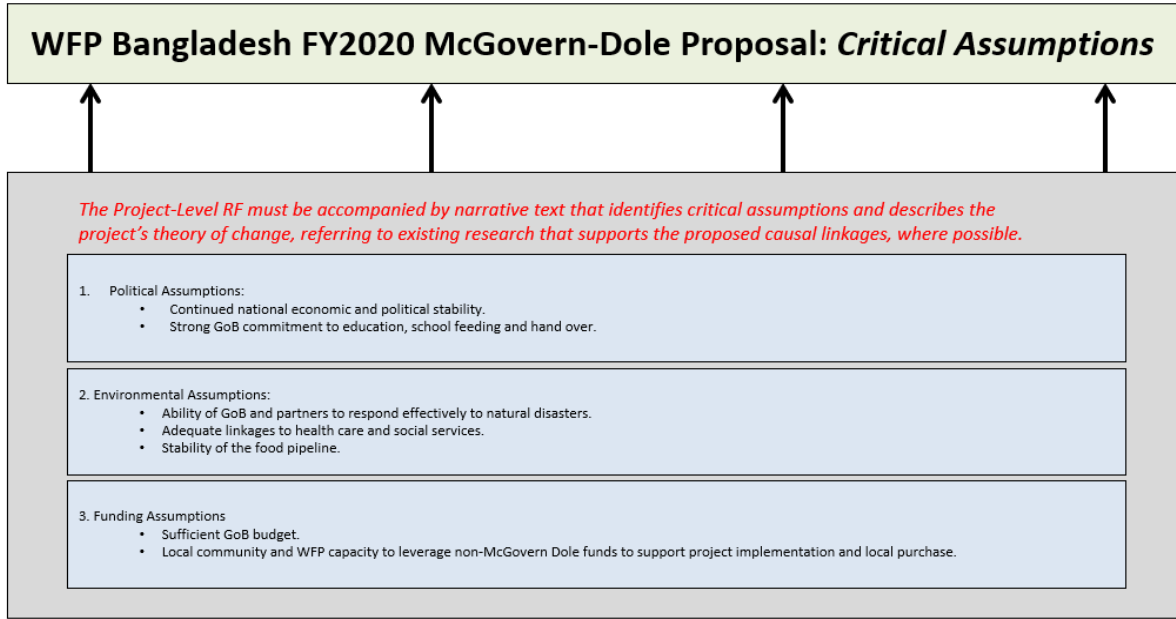 WFP Bangladesh FY2020 McGovern-Dole Proposal: Critical Assumptions
The Project-Level RF must be accompanied by narrative text that identifies critical assumptions and describes the
project's theory of change, referring to existing research that supports the proposed causal linkages, where possible.
1. Political Assumptions:
• Continued national economic and political stability.
• Strong GoB commitment to education, school feeding and hand over.
2. Environmental Assumptions:
• Ability of GoB and partners to respond effectively to natural disasters.
• Adequate linkages to health care and social services.
• Stability of the food pipeline.
3. Funding Assumptions
• Sufficient GoB budget.
• Local community and WFP capacity to leverage non-McGovern Dole funds to support project implementation and local purchase.